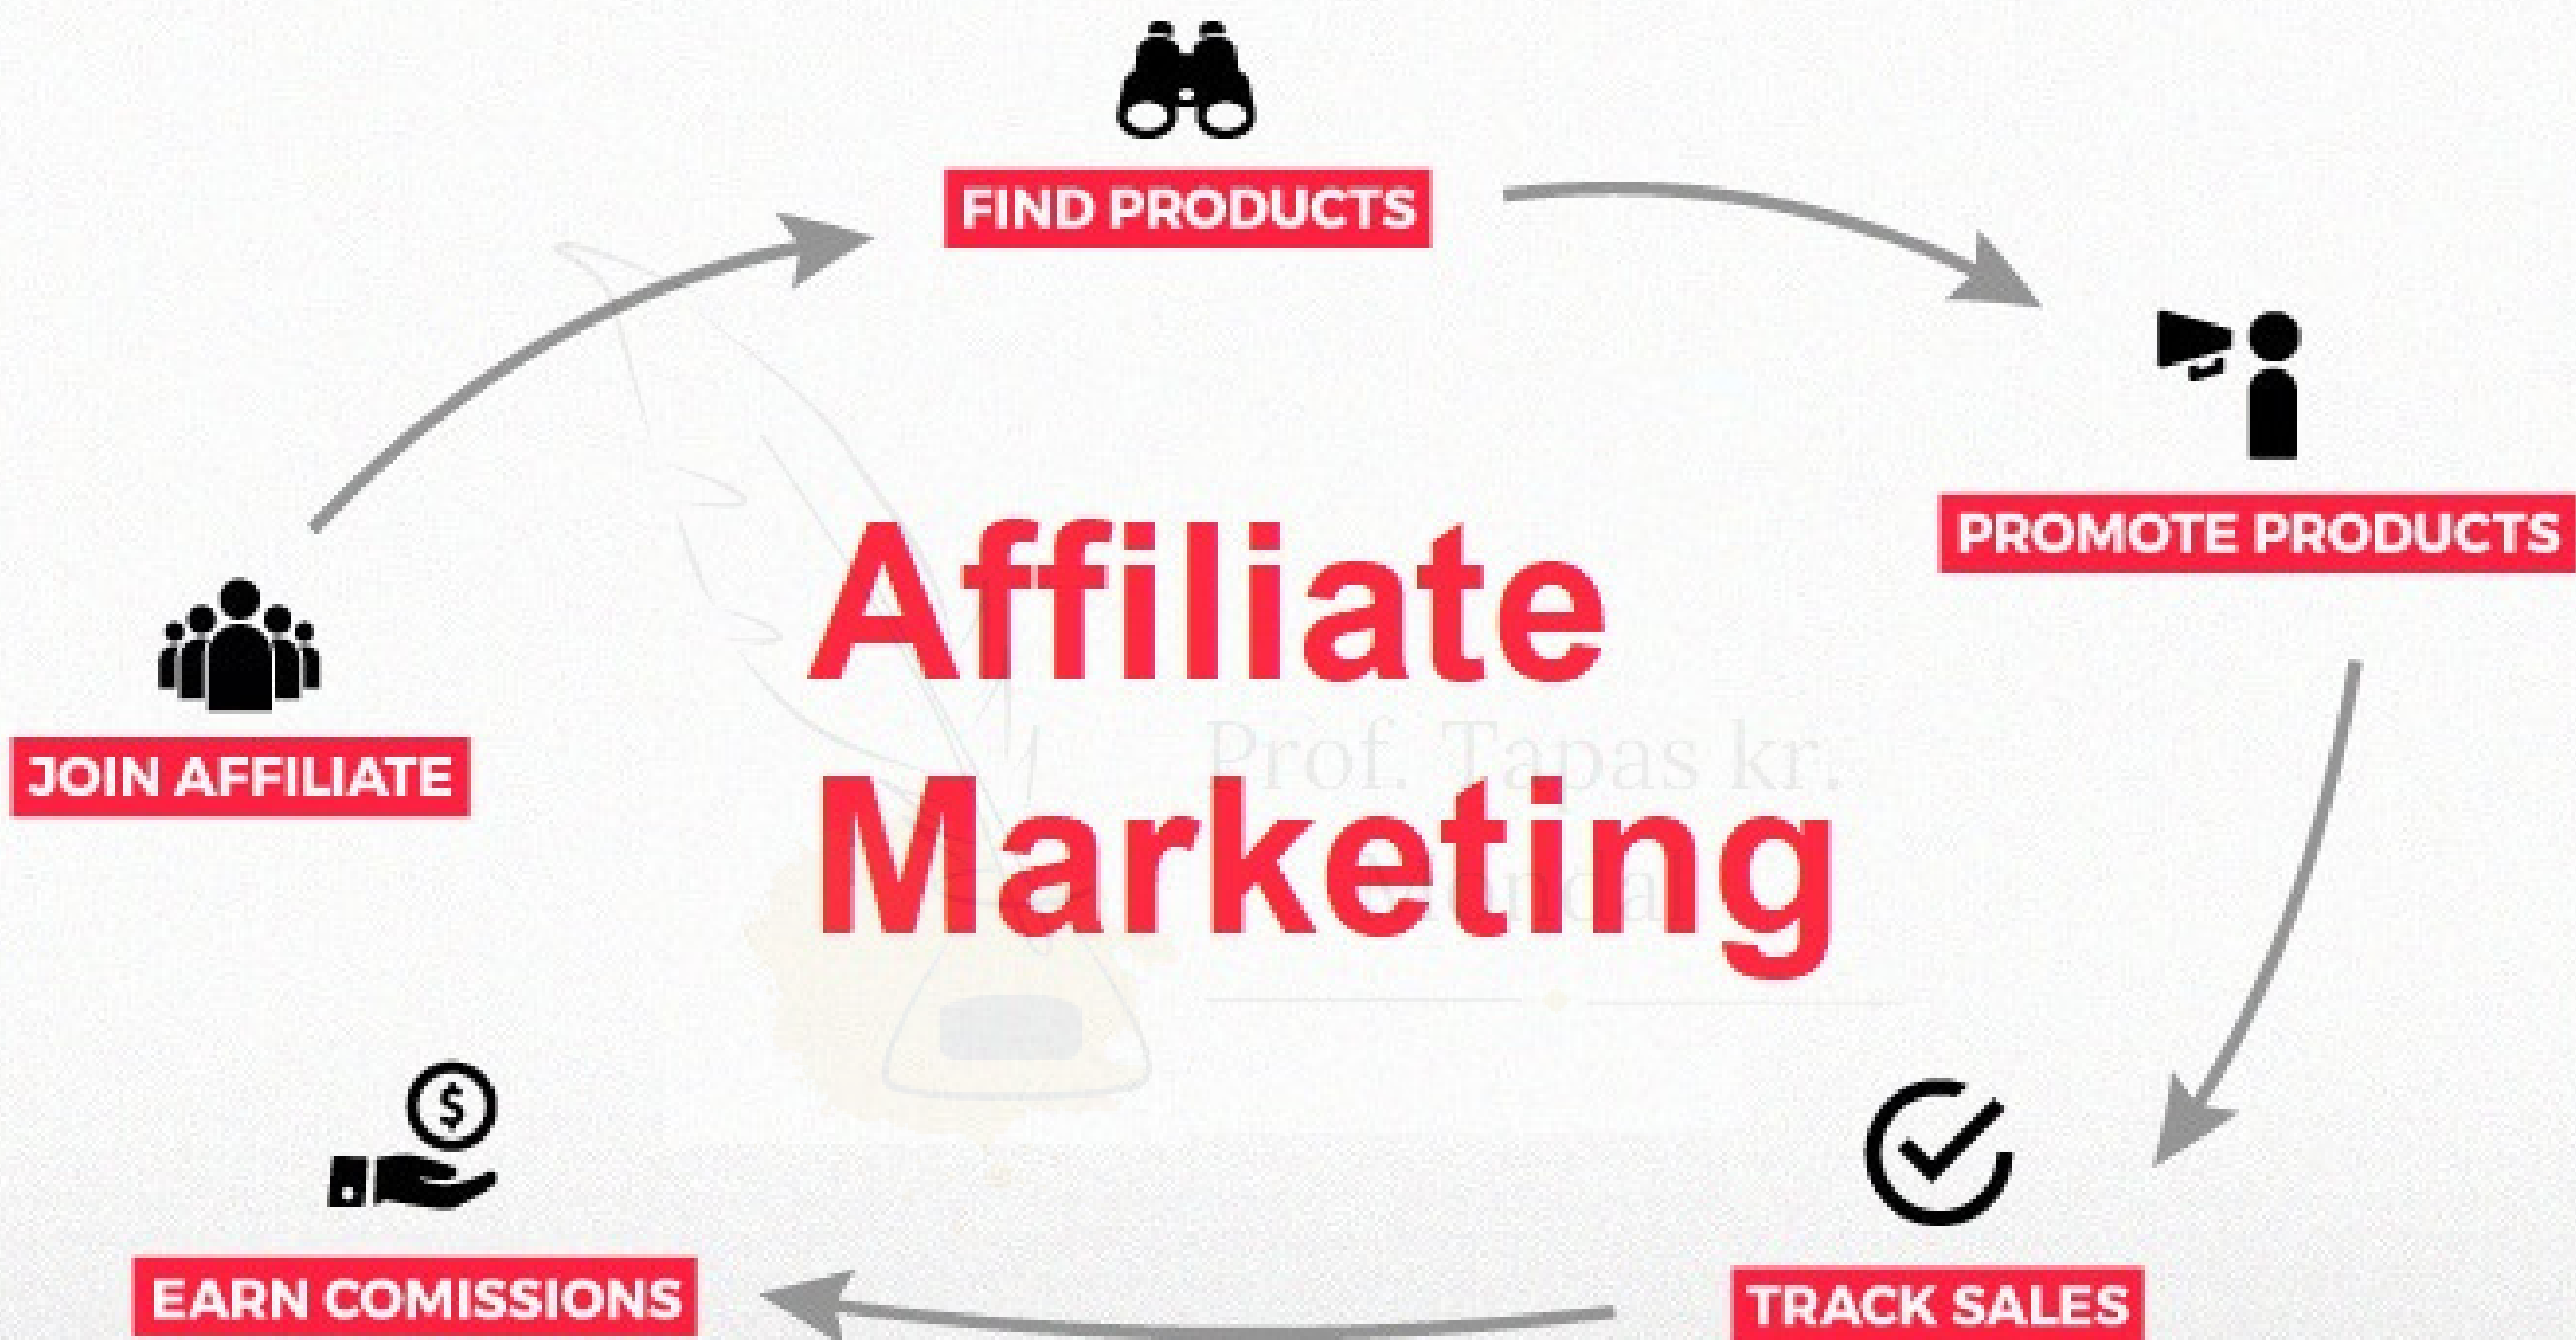 FIND PRODUCTS
PROMOTE PRODUCTS
Affiliate
JOIN AFFILIATE
Prof. Tapas kr.
Marketing
$
EARN COMISSIONS
TRACK SALES